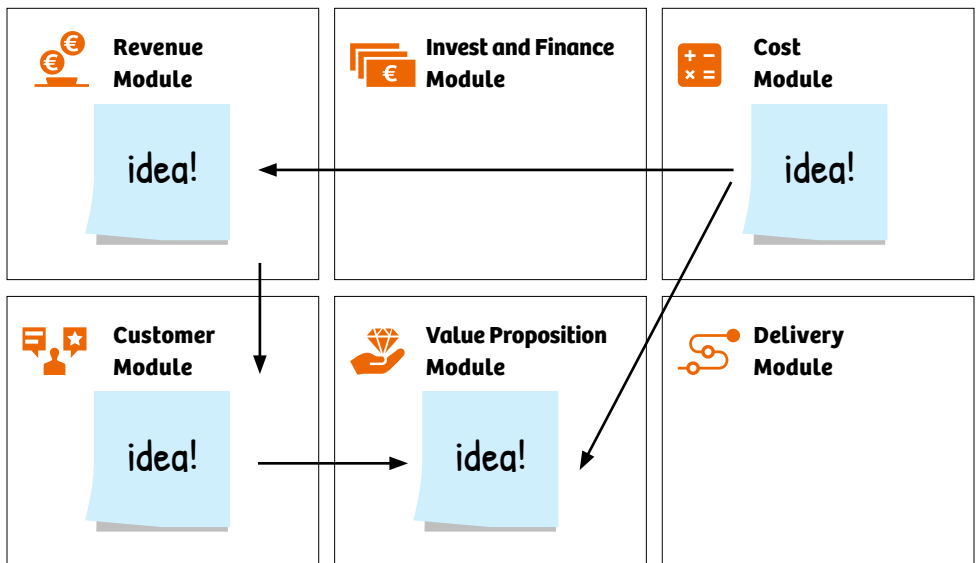 Revenue
Module
idea!
Invest and Finance
Module
€
Cost
Module
idea!
Customer
Module
idea!
Value Proposition
Module
idea!
Delivery
Module
€
€
+ −
× =